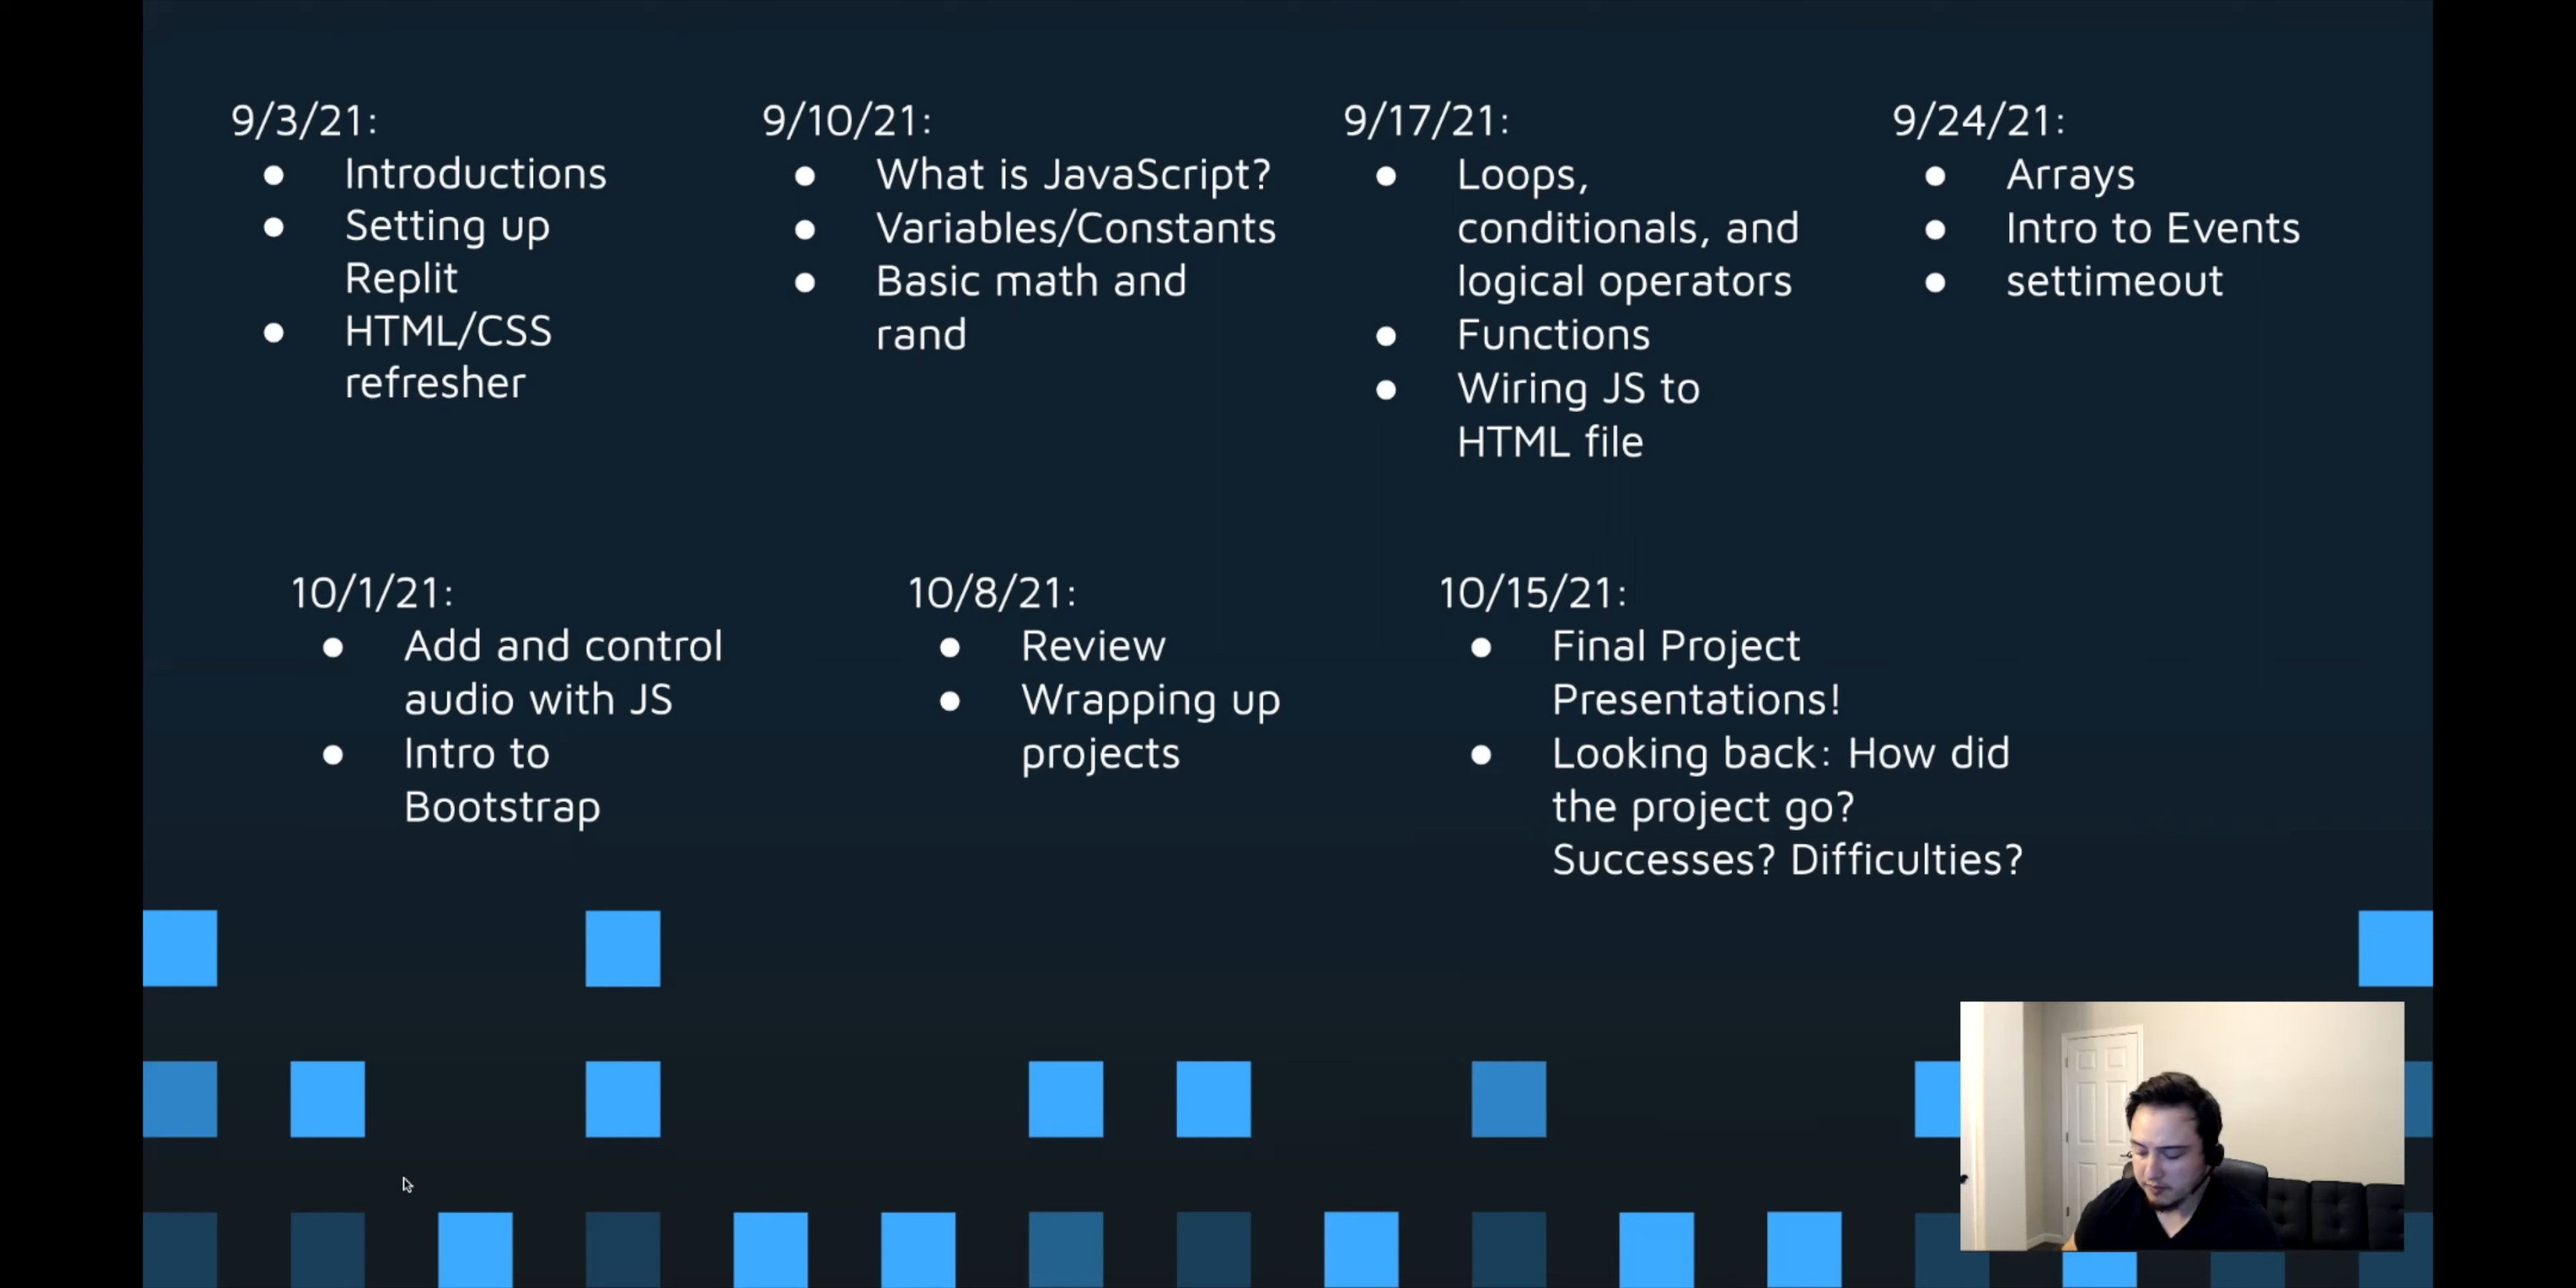 9/3/21:
● Introductions
● Setting up
Replit
● HTML/CSS
refresher
9/10/21:
● What is JavaScript?
● Variables/Constants
● Basic math and
rand
9/17/21:
● Loops,
conditionals, and
logical operators
● Functions
● Wiring JS to
HTML file
9/24/21:
● Arrays
● Intro to Events
● settimeout
10/1/21:
● Add and control
audio with JS
● Intro to
Bootstrap
10/8/21:
● Review
● Wrapping up
projects
10/15/21:
● Final Project
Presentations!
● Looking back: How did
the project go?
Successes? Difficulties?